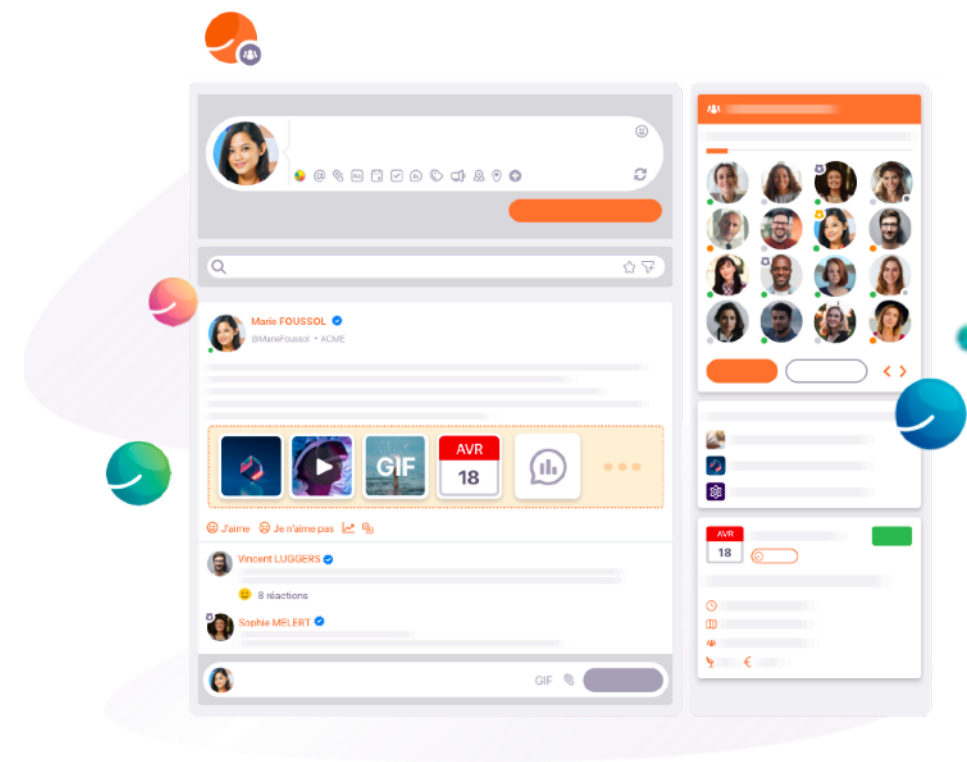 Marie FOUSSOL
@MarieFoussol • ACME
GIF
AVR
18
J'aime
Je n'aime pas
Vincent LUGGERS
8 réactions
Sophie MELERT
GIF
AVR
18
€